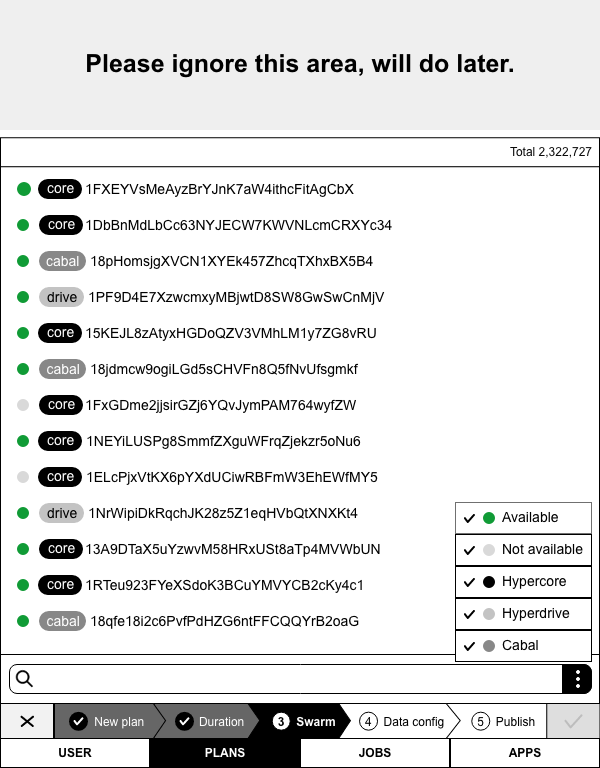 Please ignore this area, will do later.
Total 2,322,727
core 1FXEYVsMeAyzBrYJnK7aW4ithcFitAgCbX
core 1DbBnMdLbCc63NYJECW7KWVNLcmCRXYc34
cabal 18pHomsjgXVCN1XYEk457ZhcqTXhxBX5B4
drive 1PF9D4E7XzwcmxyMBjwtD8SW8GwSwCnMjV
core 15KEJL8zAtyxHGDoQZV3VMhLM1y7ZG8vRU
cabal 18jdmcw9ogiLGd5sCHVFn8Q5fNvUfsgmkf
core 1FxGDme2jjsirGZj6YQvJymPAM764wyfZW
core 1NEYiLUSPg8SmmfZXguWFrqZjekzr5oNu6
core 1ELcPjxVtKX6pYXdUCiwRBFmW3EhEWfMY5
drive 1NrWipiDkRqchJK28z5Z1eqHVbQtXNXKt4
core 13A9DTaX5uYzwvM58HRxUSt8aTp4MVWbUN
core 1RTeu923FYeXSdoK3BCuYMVYCB2cKy4c1
cabal 18qfe18i2c6PvfPdHZG6ntFFCQQYrB2oaG
Available
Not available
Hypercore
Hyperdrive
Cabal
New plan Duration 3 Swarm 4 Data config 5 Publish
USER PLANS JOBS APPS